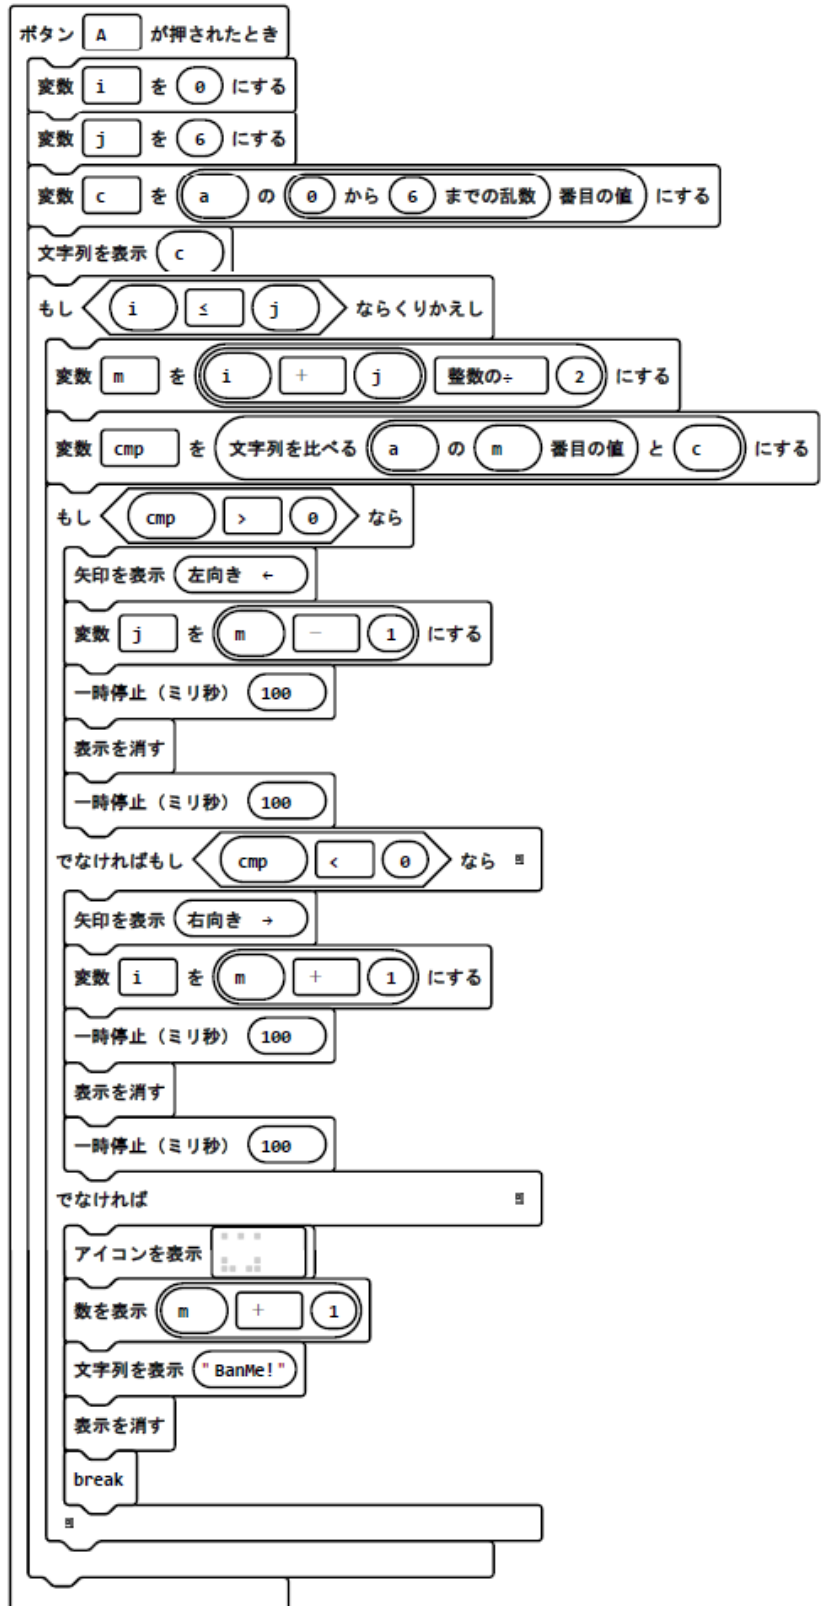 ボタン A が押されたとき
変数 i を 0 にする
変数 j を 6 にする
変数 c を a の 0 から 6 までの乱数 番目の値 にする
文字列を表示 c
もし i ≤ j ならくりかえし
変数 m を i + j 整数の÷ 2 にする
変数 cmp を 文字列を比べる a の m 番目の値 と c にする
もし cmp > 0 なら
矢印を表示 左向き ←
変数 j を m - 1 にする
一時停止（ミリ秒） 100
表示を消す
一時停止（ミリ秒） 100
でなければもし cmp < 0 なら
矢印を表示 右向き →
変数 i を m + 1 にする
一時停止（ミリ秒） 100
表示を消す
一時停止（ミリ秒） 100
でなければ
アイコンを表示
数を表示 m + 1
文字列を表示 "BanMe!"
表示を消す
break